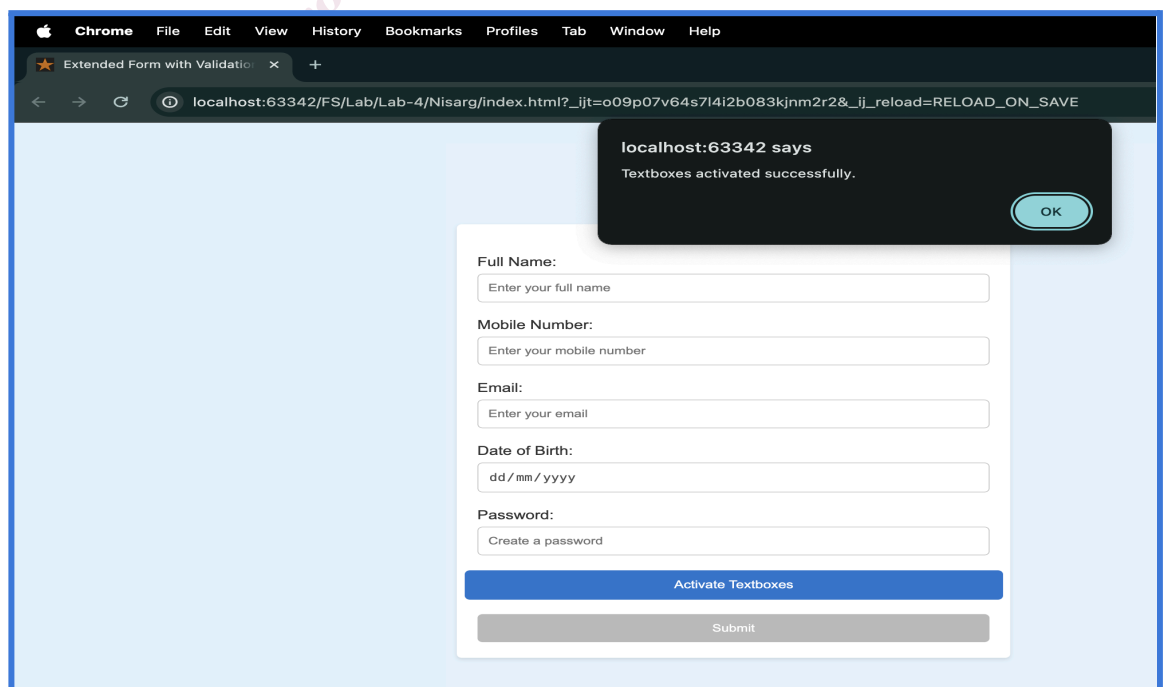 Chrome File Edit View History Bookmarks Profiles Tab Window Help
Extended Form with Validation
localhost:63342/FS/Lab/Lab-4/Nisarg/index.html?_ijt=o09p07v64s7l4i2b083kjnm2r2&_ij_reload=RELOAD_ON_SAVE
localhost:63342 says
Textboxes activated successfully.
OK
Full Name:
Enter your full name
Mobile Number:
Enter your mobile number
Email:
Enter your email
Date of Birth:
dd/mm/yyyy
Password:
Create a password
Activate Textboxes
Submit